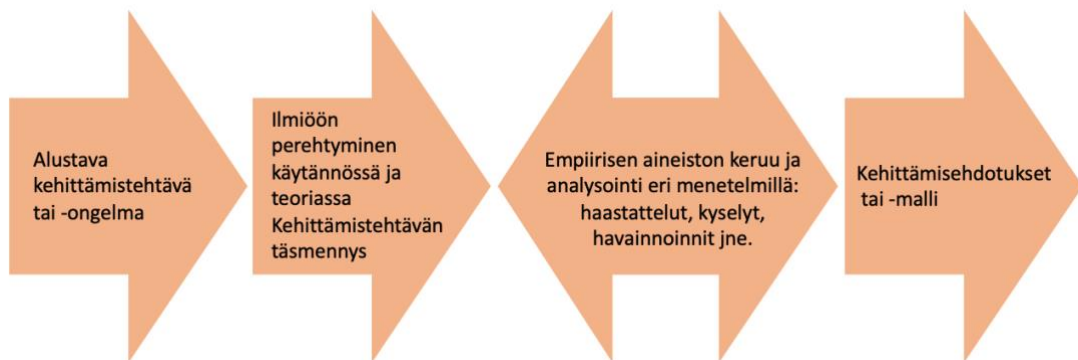 Alustava
kehittämistehtävä
tai -ongelma
Ilmiöön
perehtyminen
käytännössä ja
teoriassa
Kehittämistehtävän
täsmennys
Empiirisen aineiston keruu ja
analysointi eri menetelmillä:
haastattelut, kyselyt,
havainnoinnit jne.
Kehittämisehdotukset
tai -malli